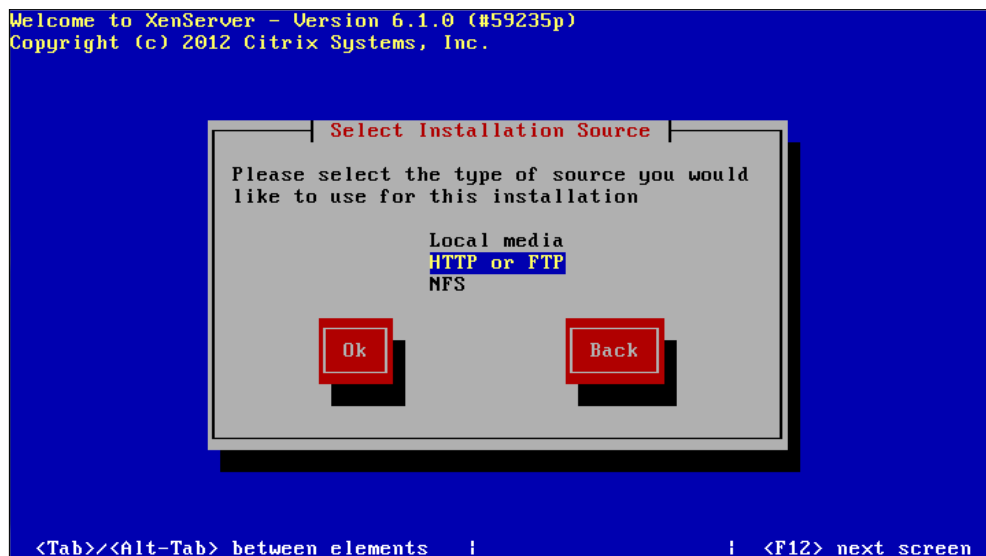 Welcome to XenServer - Version 6.1.0 (#59235p)
Copyright (c) 2012 Citrix Systems, Inc.
Select Installation Source
Please select the type of source you would
like to use for this installation
Local media
HTTP or FTP
NFS
Ok Back
<Tab>/<Alt-Tab> between elements | | <F12> next screen